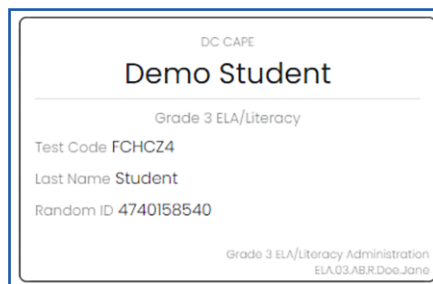 DC CAPE
Demo Student
Grade 3 ELA/Literacy
Test Code FCHCZ4
Last Name Student
Random ID 4740158540
Grade 3 ELA/Literacy Administration
ELA.03.AB.R.Doe.Jane